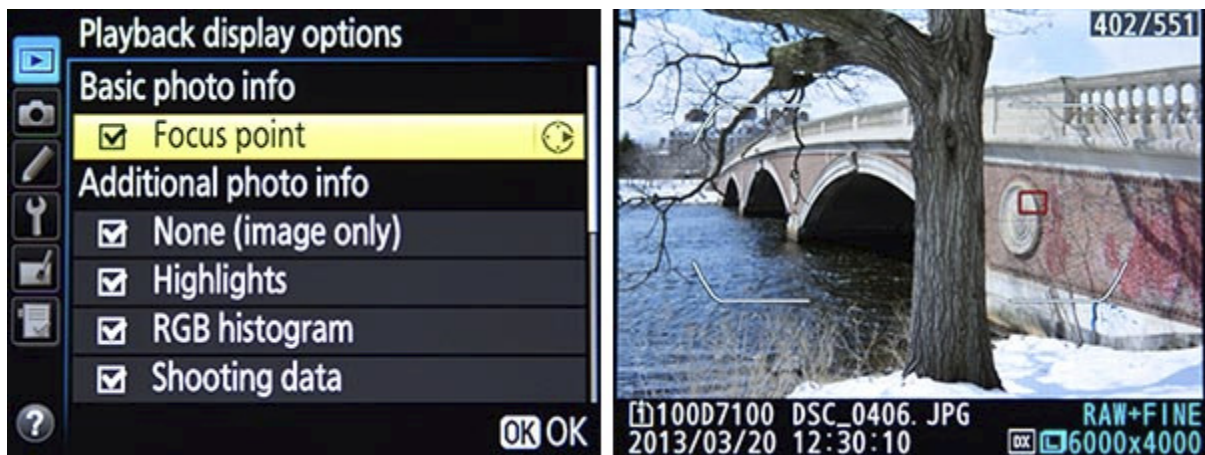 Playback display options
Basic photo info
Focus point
Additional photo info
None (image only)
Highlights
RGB histogram
Shooting data
?
OK OK
402/551
1 100D7100 DSC_0406. JPG RAW+FINE
2013/03/20 12:30:10 DX L 6000x4000